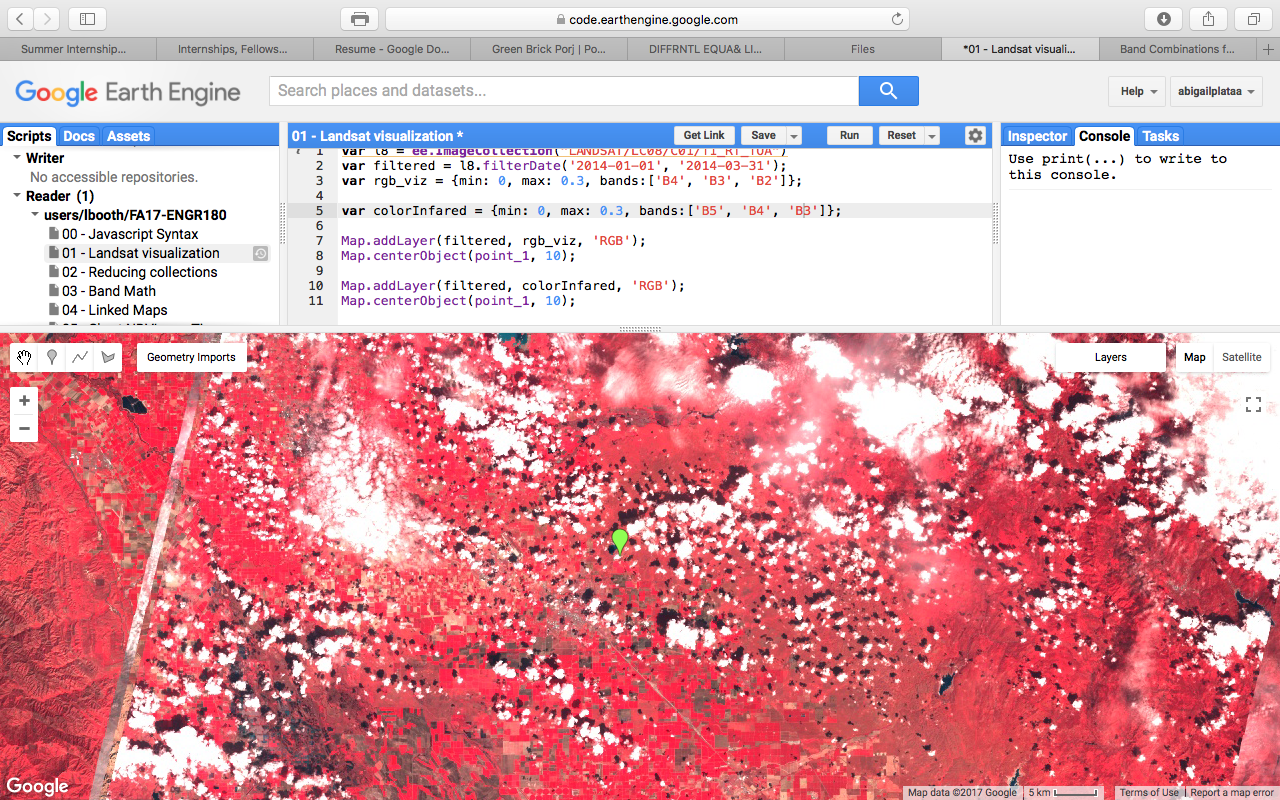 code.earthengine.google.com
Summer Internship...
Internships, Fellows...
Resume - Google Do...
Green Brick Porj | Po...
DIFFRNTL EQUA& LI...
Files
*01 - Landsat visuali...
Band Combinations f...
Google Earth Engine
Search places and datasets...
Help
abigailplataa
Scripts Docs Assets
Writer
No accessible repositories.
Reader (1)
users/lbooth/FA17-ENGR180
00 - Javascript Syntax
01 - Landsat visualization
02 - Reducing collections
03 - Band Math
04 - Linked Maps
01 - Landsat visualization *
Get Link Save Run Reset
i 1 var l8 = ee.ImageCollection("LANDSAT/LC08/C01/T1_RT_TOA")
2 var filtered = l8.filterDate('2014-01-01', '2014-03-31');
3 var rgb_viz = {min: 0, max: 0.3, bands:['B4', 'B3', 'B2']};
4
5 var colorInfared = {min: 0, max: 0.3, bands:['B5', 'B4', 'B3']};
6
7 Map.addLayer(filtered, rgb_viz, 'RGB');
8 Map.centerObject(point_1, 10);
9
10 Map.addLayer(filtered, colorInfared, 'RGB');
11 Map.centerObject(point_1, 10);
Inspector Console Tasks
Use print(...) to write to
this console.
Geometry Imports
Layers
Map Satellite
+
−
Google
Map data ©2017 Google 5 km Terms of Use Report a map error